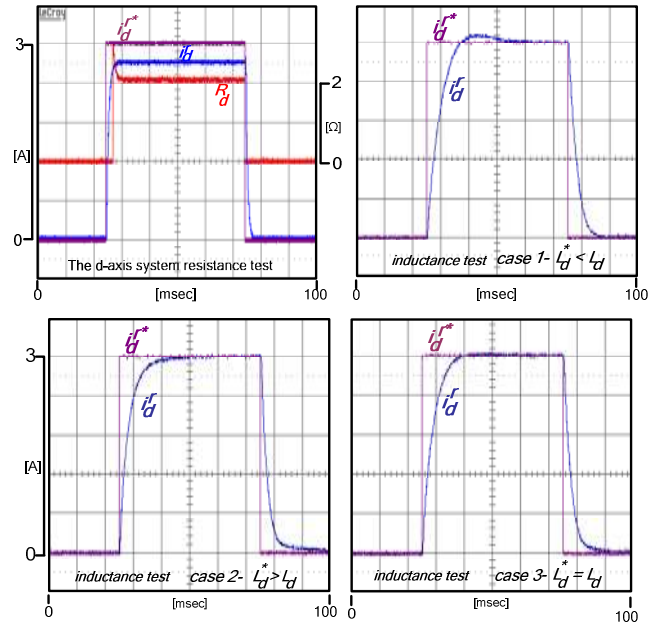 LeCroy
i_d^{r*}
3
i_d^r
R_d
2
[Ω]
0
[A]
0
The d-axis system resistance test
0 [msec] 100
i_d^{r*}
i_d^r
inductance test case 1- L_d^* < L_d
0 [msec] 100
i_d^{r*}
3
i_d^r
[A]
0
inductance test case 2- L_d^* > L_d
0 [msec] 100
i_d^{r*}
i_d^r
inductance test case 3- L_d^* = L_d
0 [msec] 100